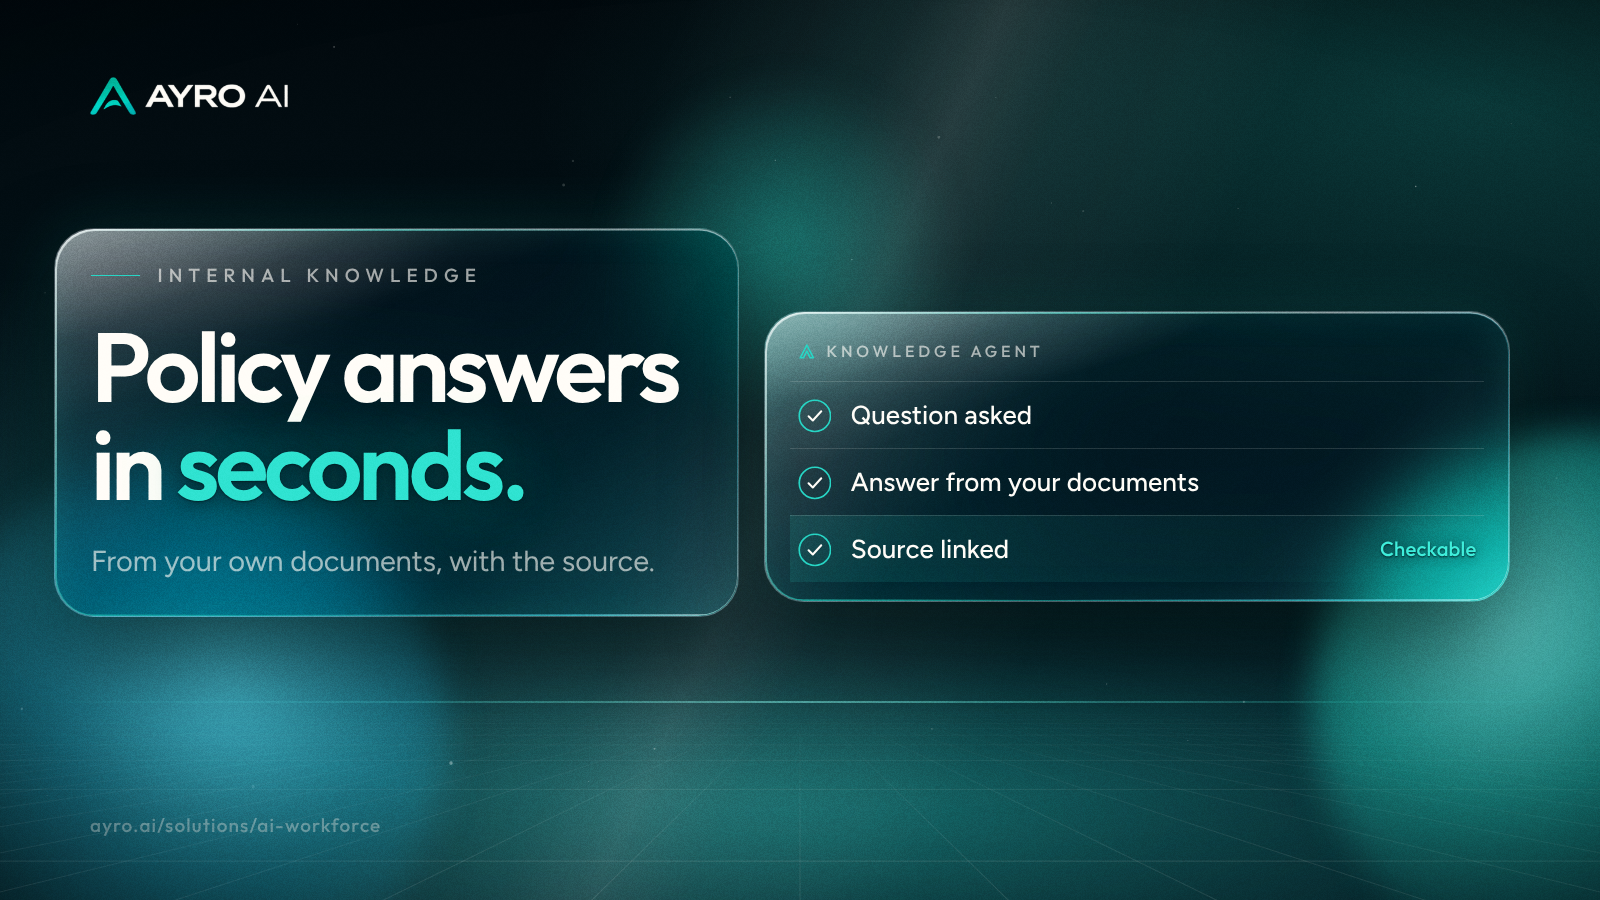 AYRO AI
INTERNAL KNOWLEDGE
Policy answers
in seconds.
From your own documents, with the source.
KNOWLEDGE AGENT
Question asked
Answer from your documents
Source linked
Checkable
ayro.ai/solutions/ai-workforce